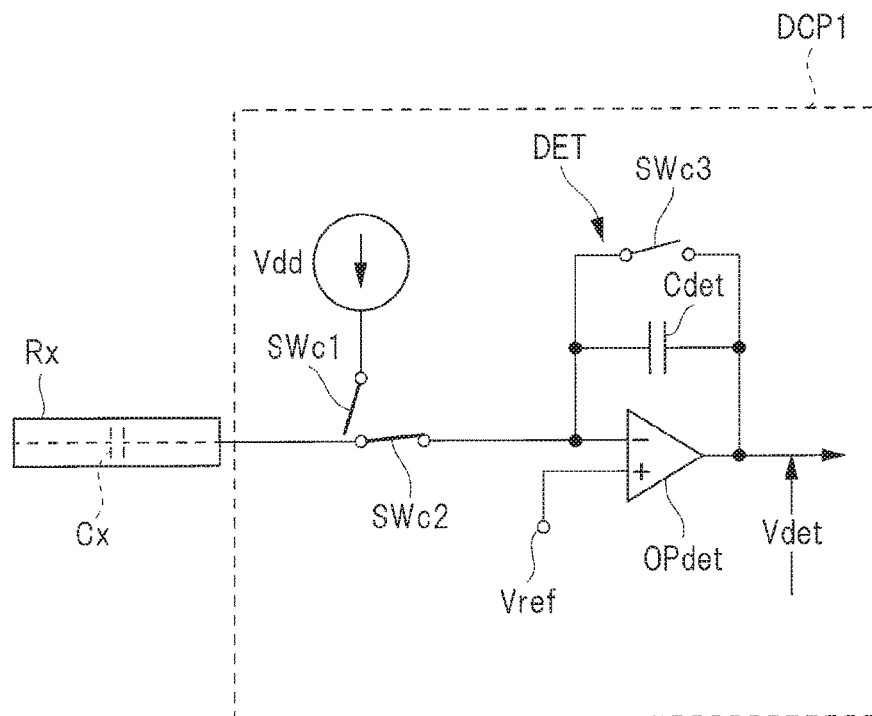 DCP1
DET
SWc3
Vdd
Cdet
SWc1
Rx
Cx
SWc2
OPdet
Vdet
Vref